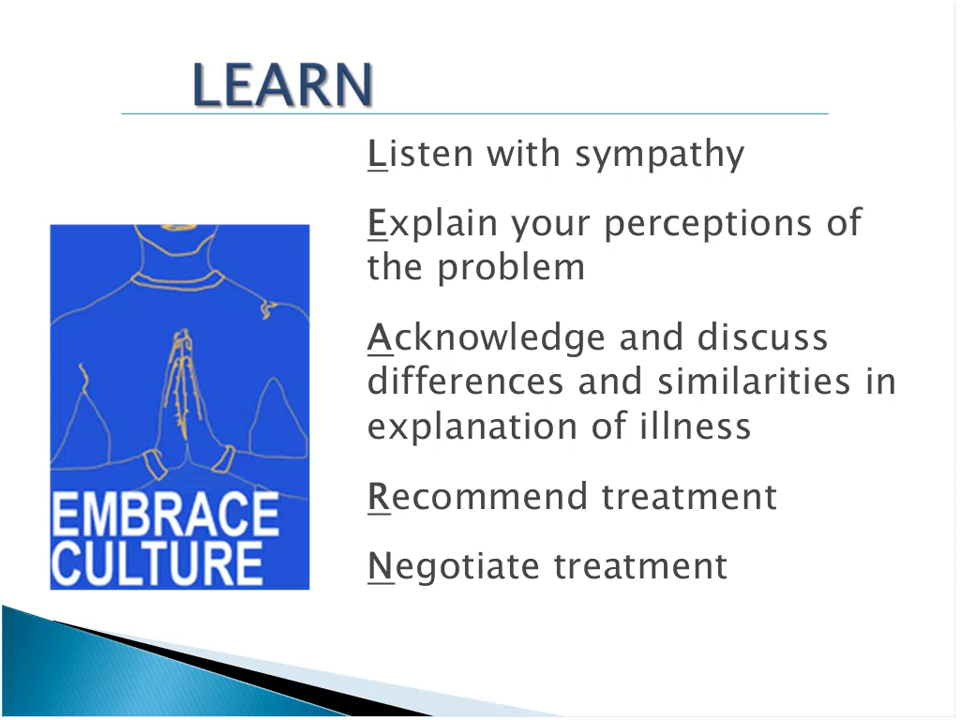 LEARN
Listen with sympathy
Explain your perceptions of
the problem
Acknowledge and discuss
differences and similarities in
explanation of illness
Recommend treatment
Negotiate treatment
EMBRACE
CULTURE